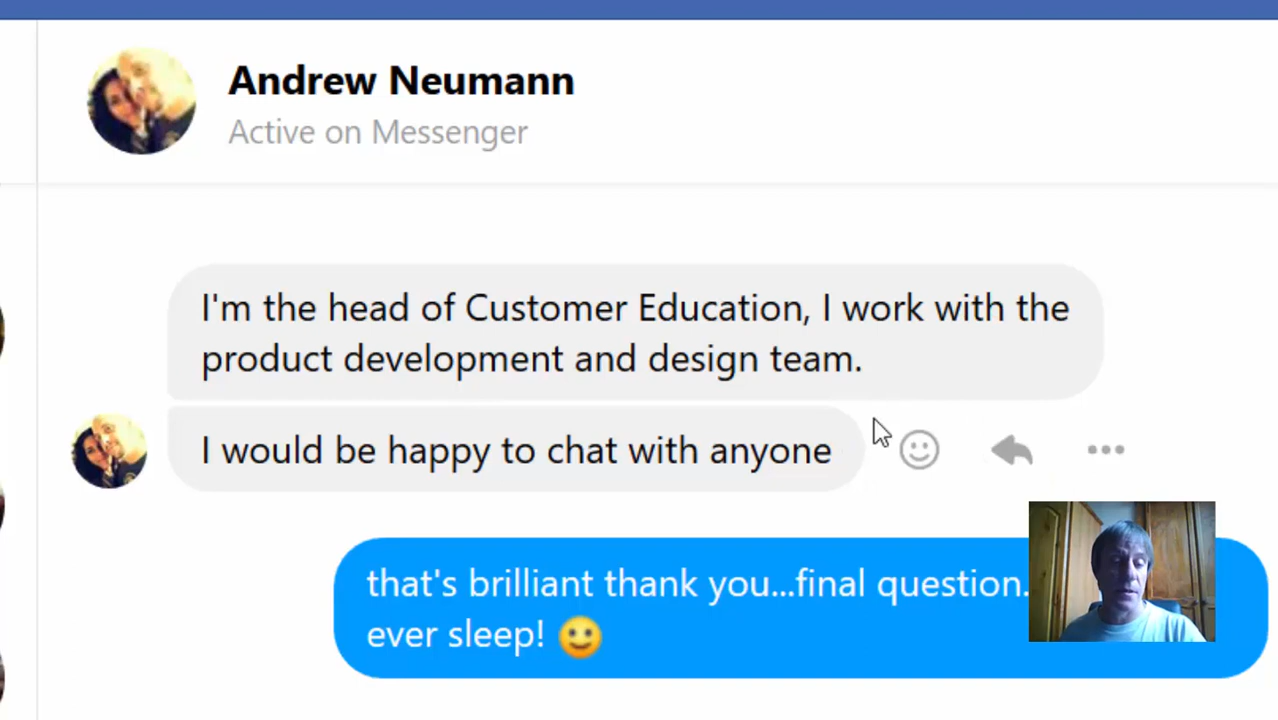 Andrew Neumann
Active on Messenger
I'm the head of Customer Education, I work with the
product development and design team.
I would be happy to chat with anyone
that's brilliant thank you...final question.
ever sleep! 🙂